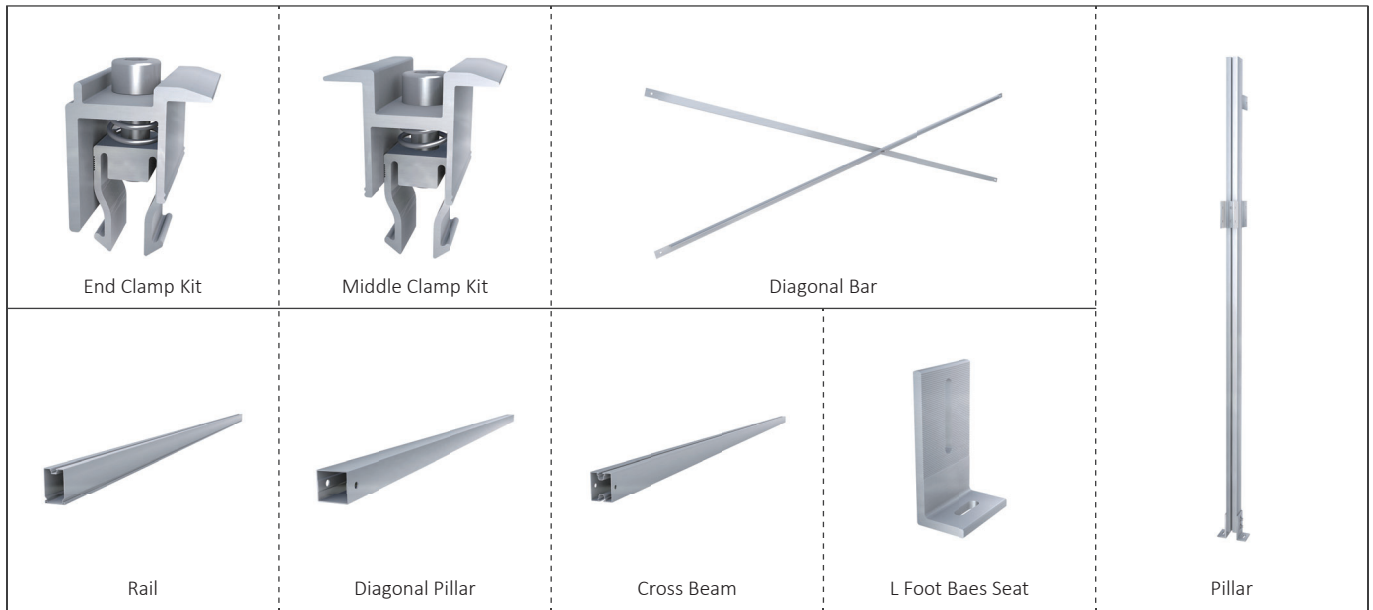 End Clamp Kit
Middle Clamp Kit
Diagonal Bar
Rail
Diagonal Pillar
Cross Beam
L Foot Baes Seat
Pillar